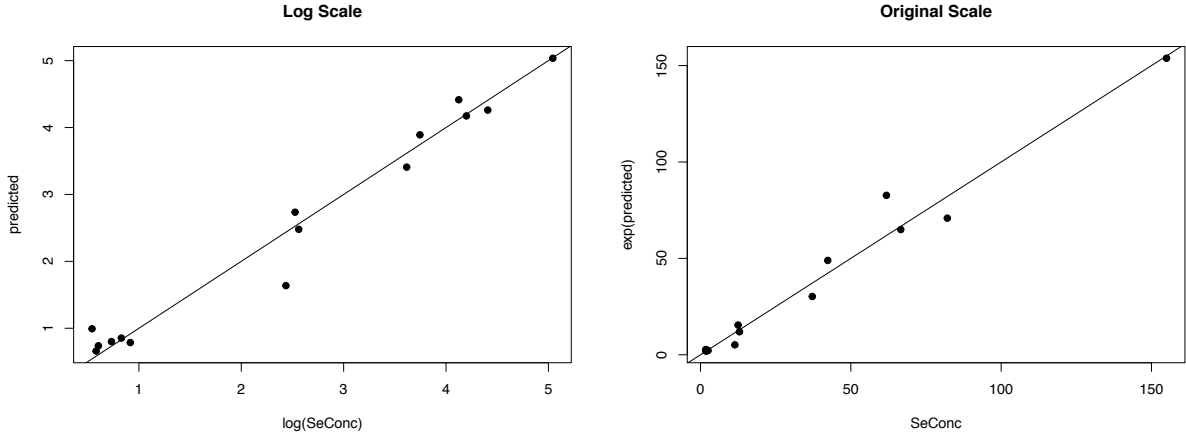 Log Scale
predicted
5
4
3
2
1
1 2 3 4 5
log(SeConc)
Original Scale
exp(predicted)
150
100
50
0
0 50 100 150
SeConc